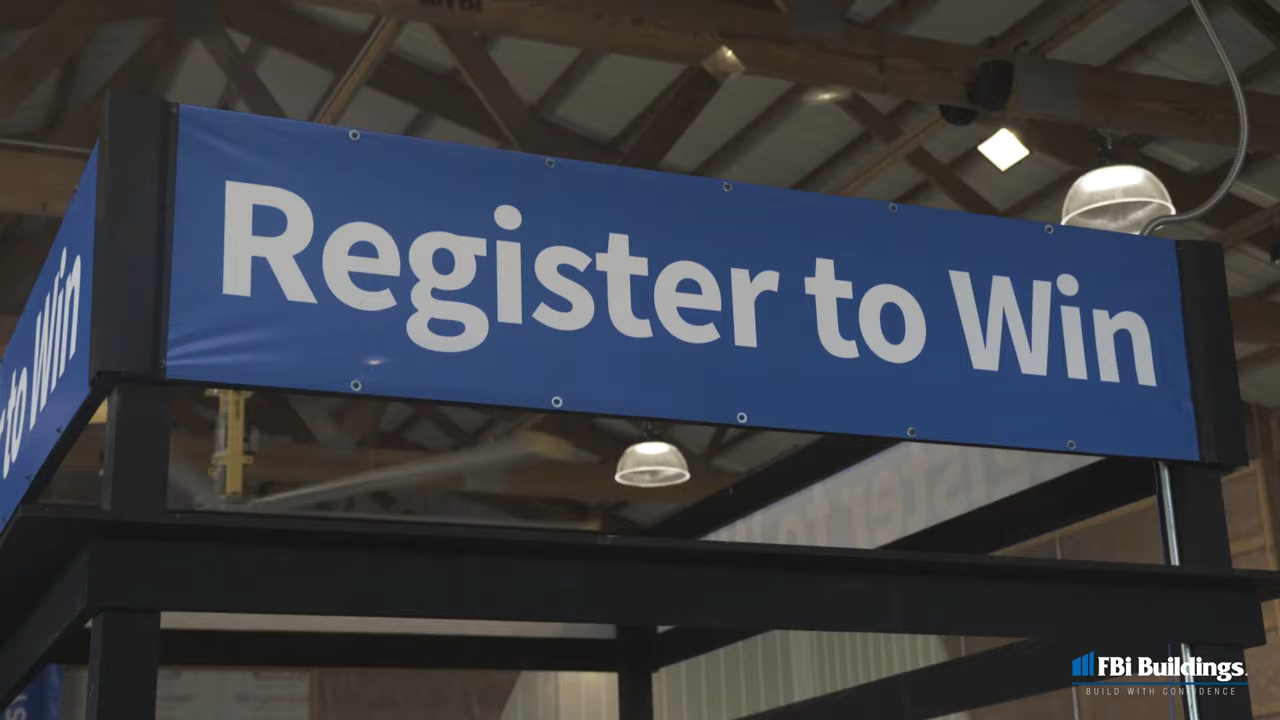 Register to Win
to Win
FBi Buildings.
BUILD WITH CONFIDENCE